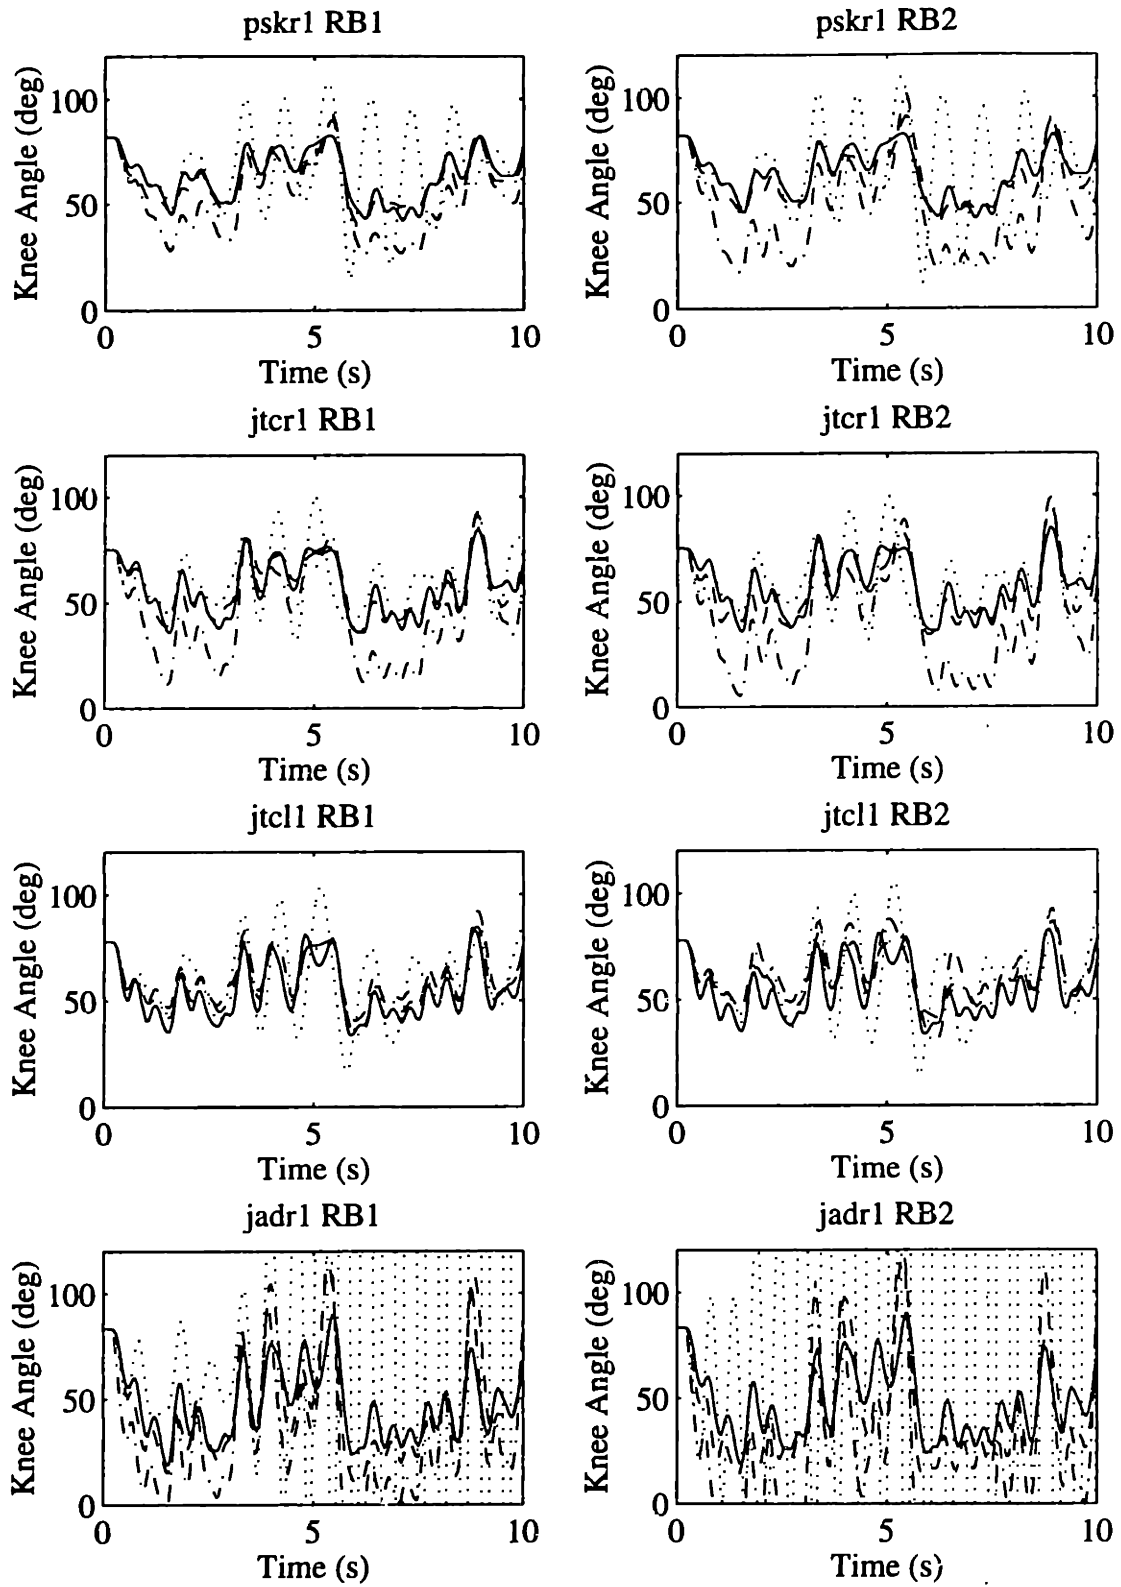 pskr1 RB1
Knee Angle (deg)
100
50
0
0 5 10
Time (s)
pskr1 RB2
Knee Angle (deg)
100
50
0
0 5 10
Time (s)
jtcr1 RB1
Knee Angle (deg)
100
50
0
0 5 10
Time (s)
jtcr1 RB2
Knee Angle (deg)
100
50
0
0 5 10
Time (s)
jtcl1 RB1
Knee Angle (deg)
100
50
0
0 5 10
Time (s)
jtcl1 RB2
Knee Angle (deg)
100
50
0
0 5 10
Time (s)
jadr1 RB1
Knee Angle (deg)
100
50
0
0 5 10
Time (s)
jadr1 RB2
Knee Angle (deg)
100
50
0
0 5 10
Time (s)